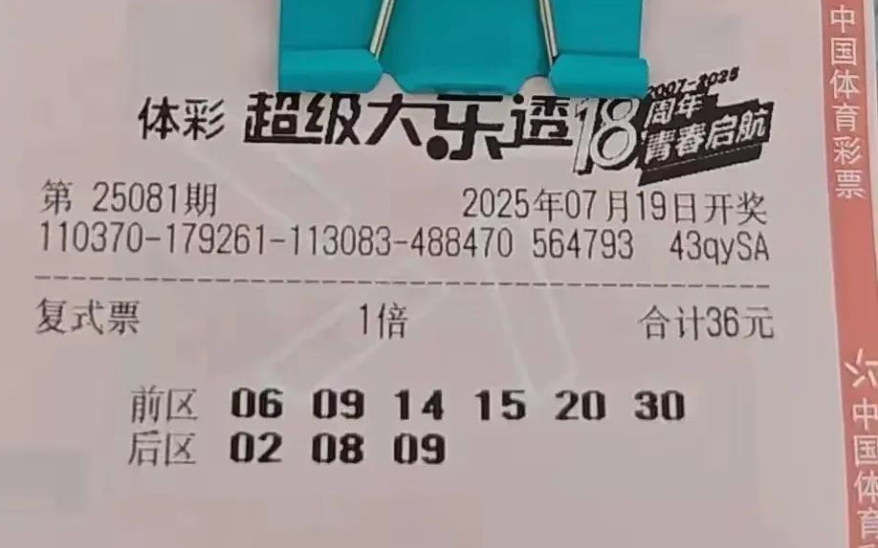 体彩 超级大乐透 18周年 2007-2025 青春启航
第 25081期 2025年07月19日开奖
110370-179261-113083-488470 564793 43qySA
复式票 1倍 合计36元
前区 06 09 14 15 20 30
后区 02 08 09
中国体育彩票
中国体育